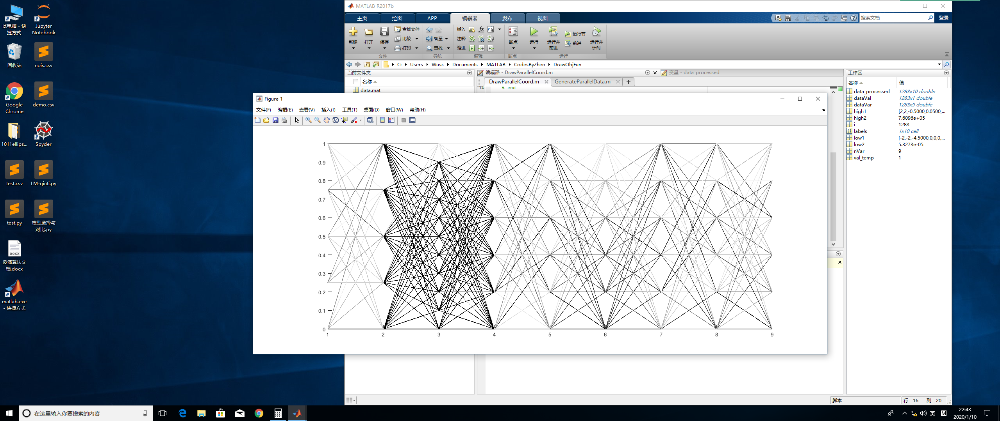 此电脑 - 快
捷方式
Jupyter
Notebook
回收站
nois.csv
Google
Chrome
demo.csv
1011ellips...
Spyder
test.csv
LM-qiuti.py
test.py
模型选择与
对比.py
DOCX
反演算法文
档.docx
matlab.exe
- 快捷方式
MATLAB R2017b
主页 绘图 APP 编辑器 发布 视图
搜索文档 登录
新建 打开 保存
查找文件
比较
打印
文件
转至
查找
导航
插入 fx
注释
缩进
编辑
断点
断点
运行
运行并
前进
运行节
前进
运行并
计时
运行
C: Users Wusc Documents MATLAB CodesByZhen DrawObjFun
当前文件夹
名称
data.mat
编辑器 - DrawParallelCoord.m
变量 - data_processed
DrawParallelCoord.m GenerateParallelData.m +
14 % end
工作区
名称 值
data_processed 1283x10 double
dataVal 1283x1 double
dataVar 1283x9 double
high1 [2,2,-0.5000,0.0500,...
high2 7.6096e+05
i 1283
labels 1x10 cell
low1 [-2,-2,-4.5000,0,0,0,...
low2 5.3273e-05
nVar 9
val_temp 1
Figure 1
文件(F) 编辑(E) 查看(V) 插入(I) 工具(T) 桌面(D) 窗口(W) 帮助(H)
1
0.9
0.8
0.7
0.6
0.5
0.4
0.3
0.2
0.1
0
1 2 3 4 5 6 7 8 9
脚本 行 16 列 20
在这里输入你要搜索的内容
英 M
22:43
2020/1/10